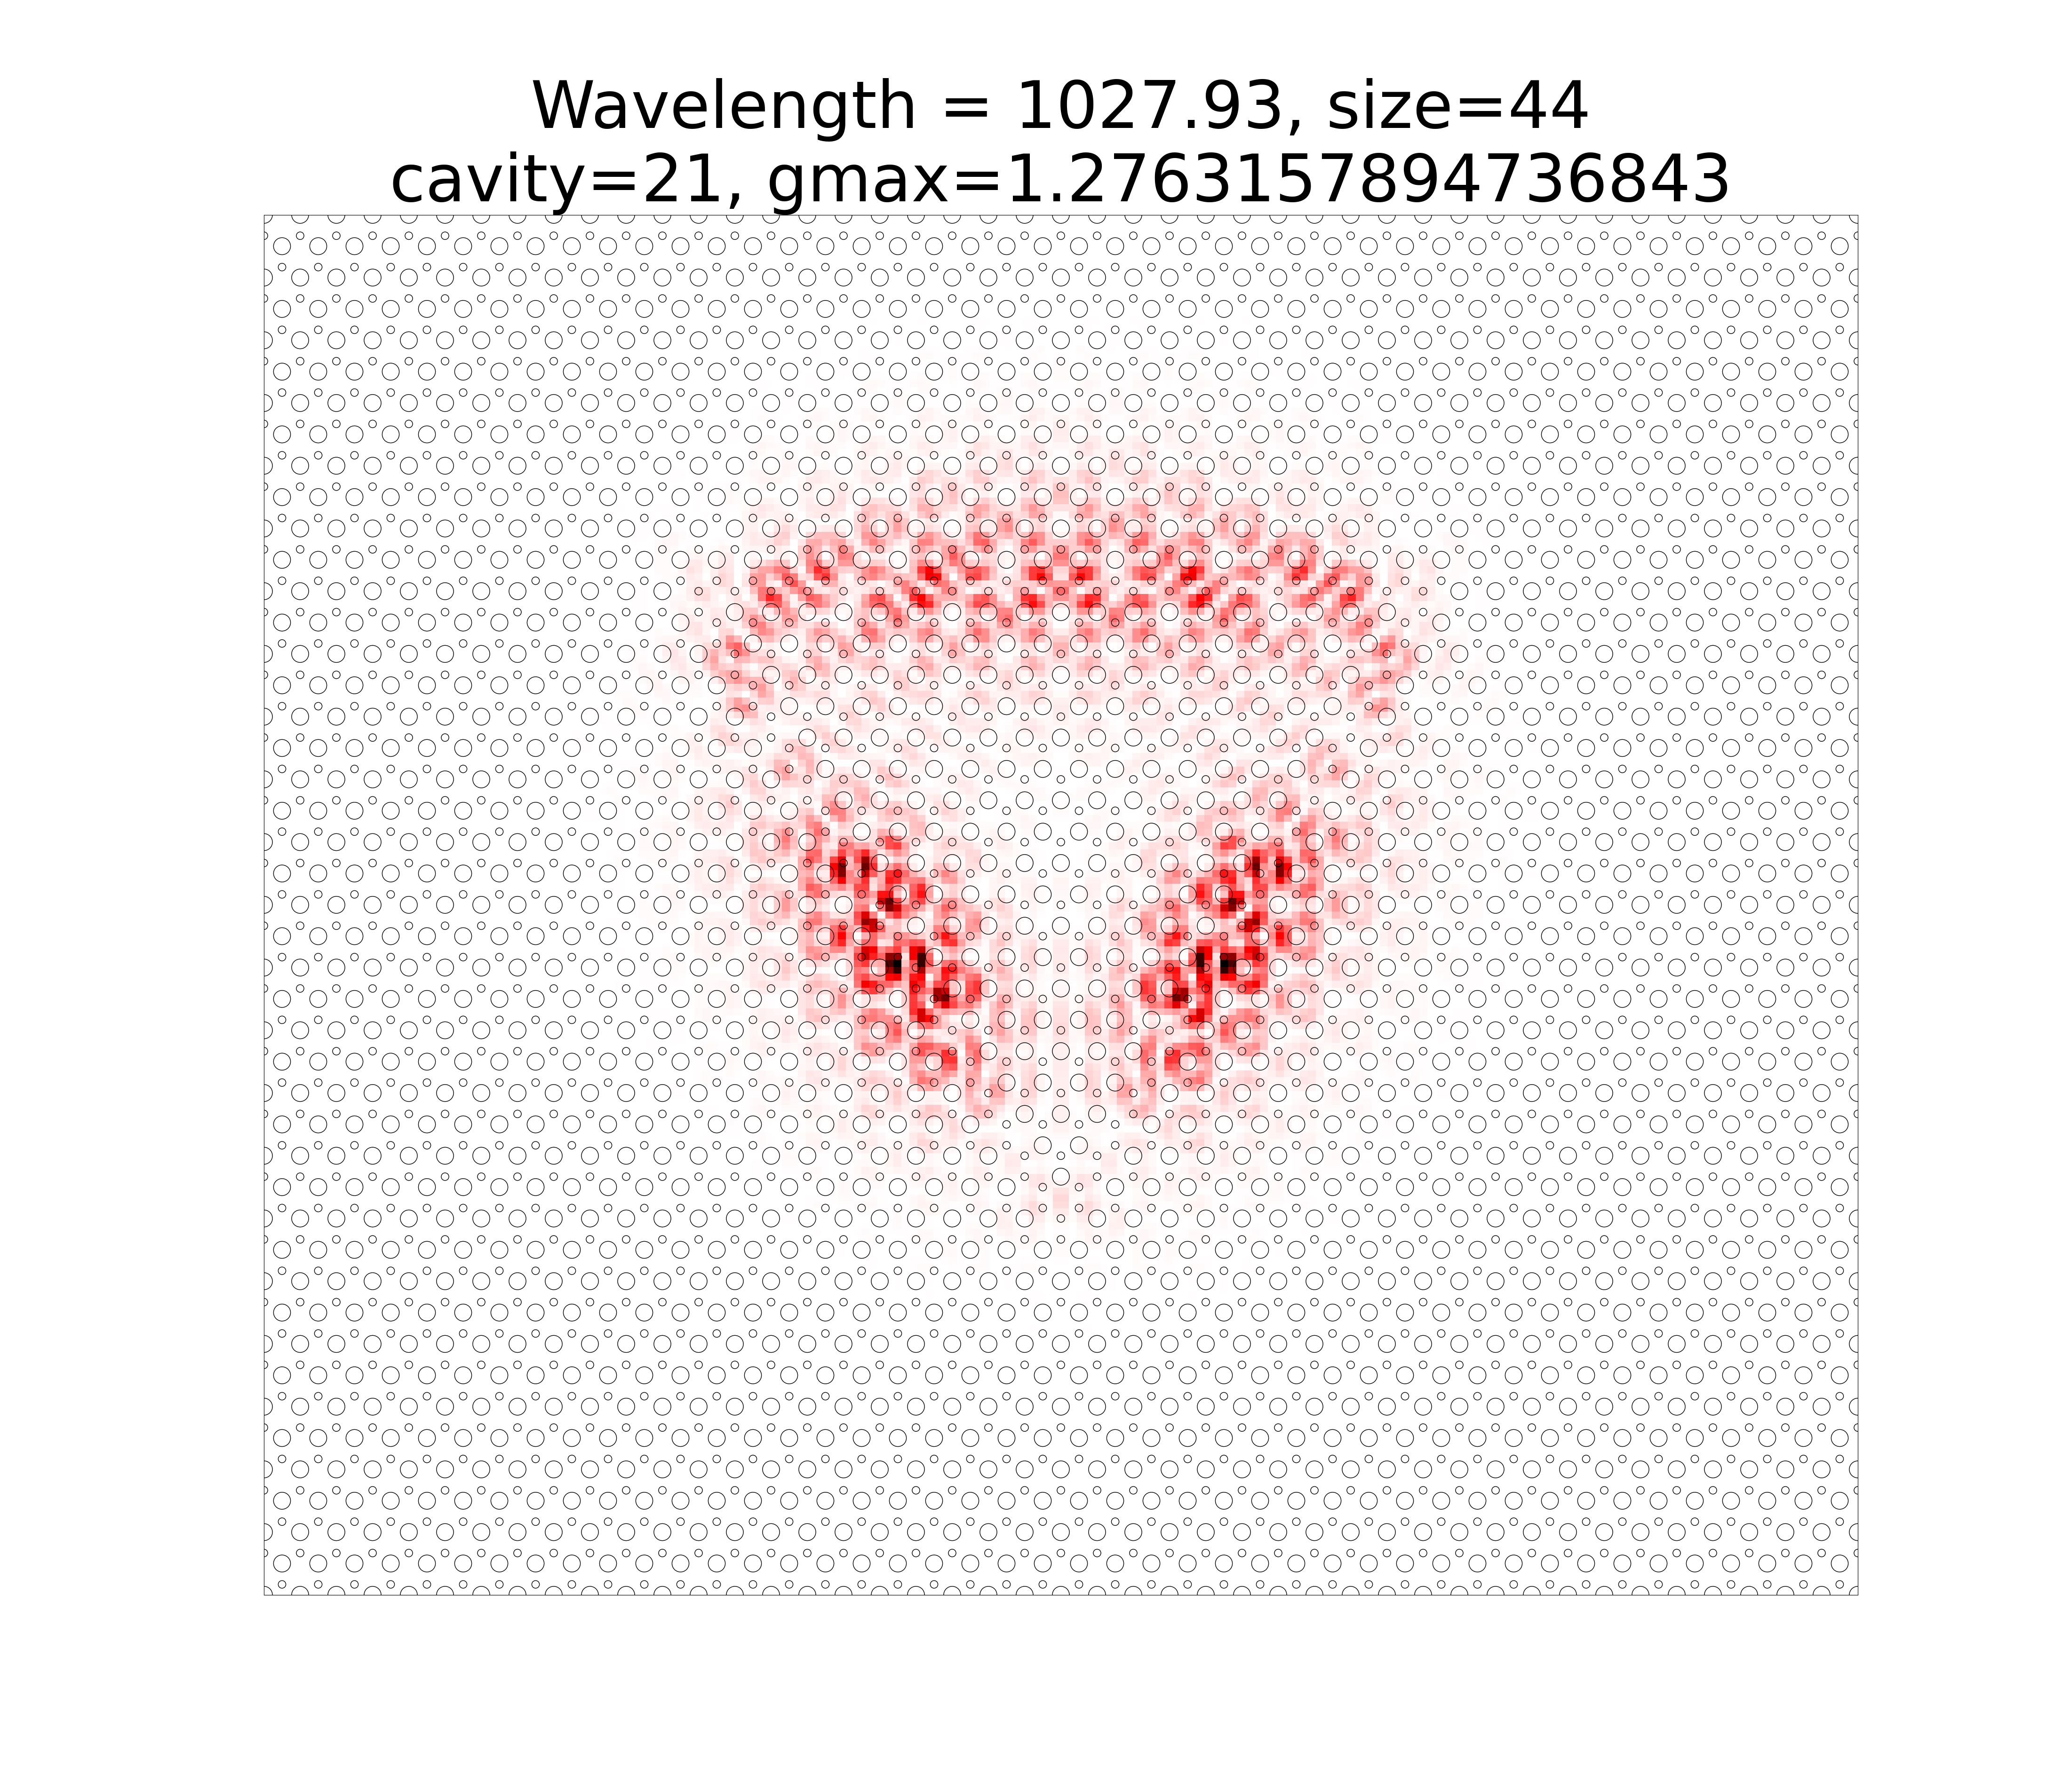 Wavelength = 1027.93, size=44
cavity=21, gmax=1.2763157894736843